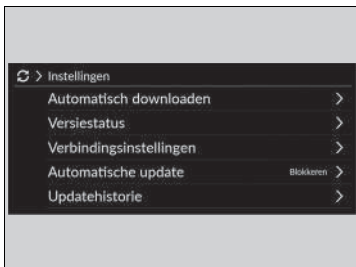 Instellingen
Automatisch downloaden
Versiestatus
Verbindingsinstellingen
Automatische update Blokkeren
Updatehistorie